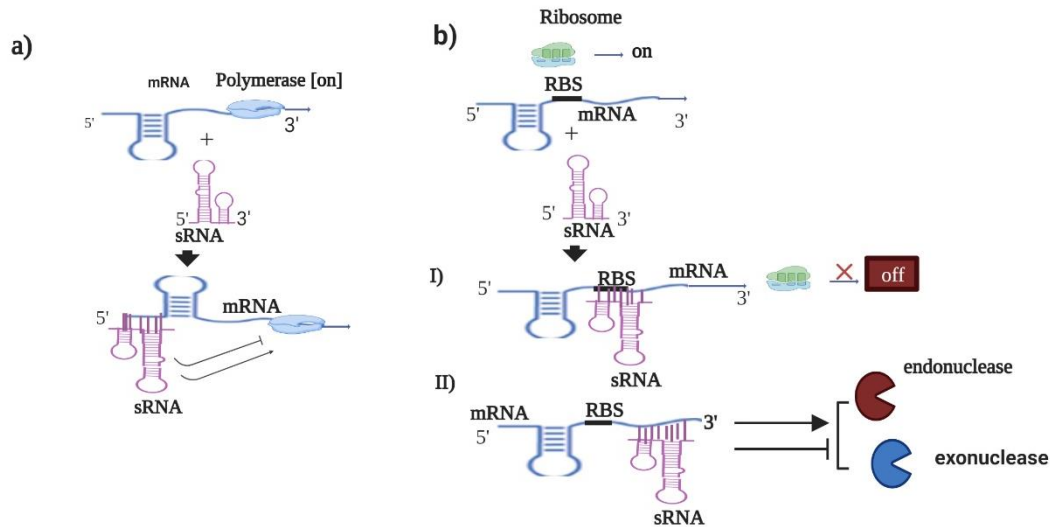 a)
mRNA
Polymerase [on]
5'
3'
+
5'
3'
sRNA
mRNA
5'
sRNA
b)
Ribosome
on
RBS
5'
mRNA
3'
+
5'
3'
sRNA
I)
RBS
mRNA
5'
3'
off
sRNA
II)
endonuclease
mRNA
RBS
3'
5'
exonuclease
sRNA